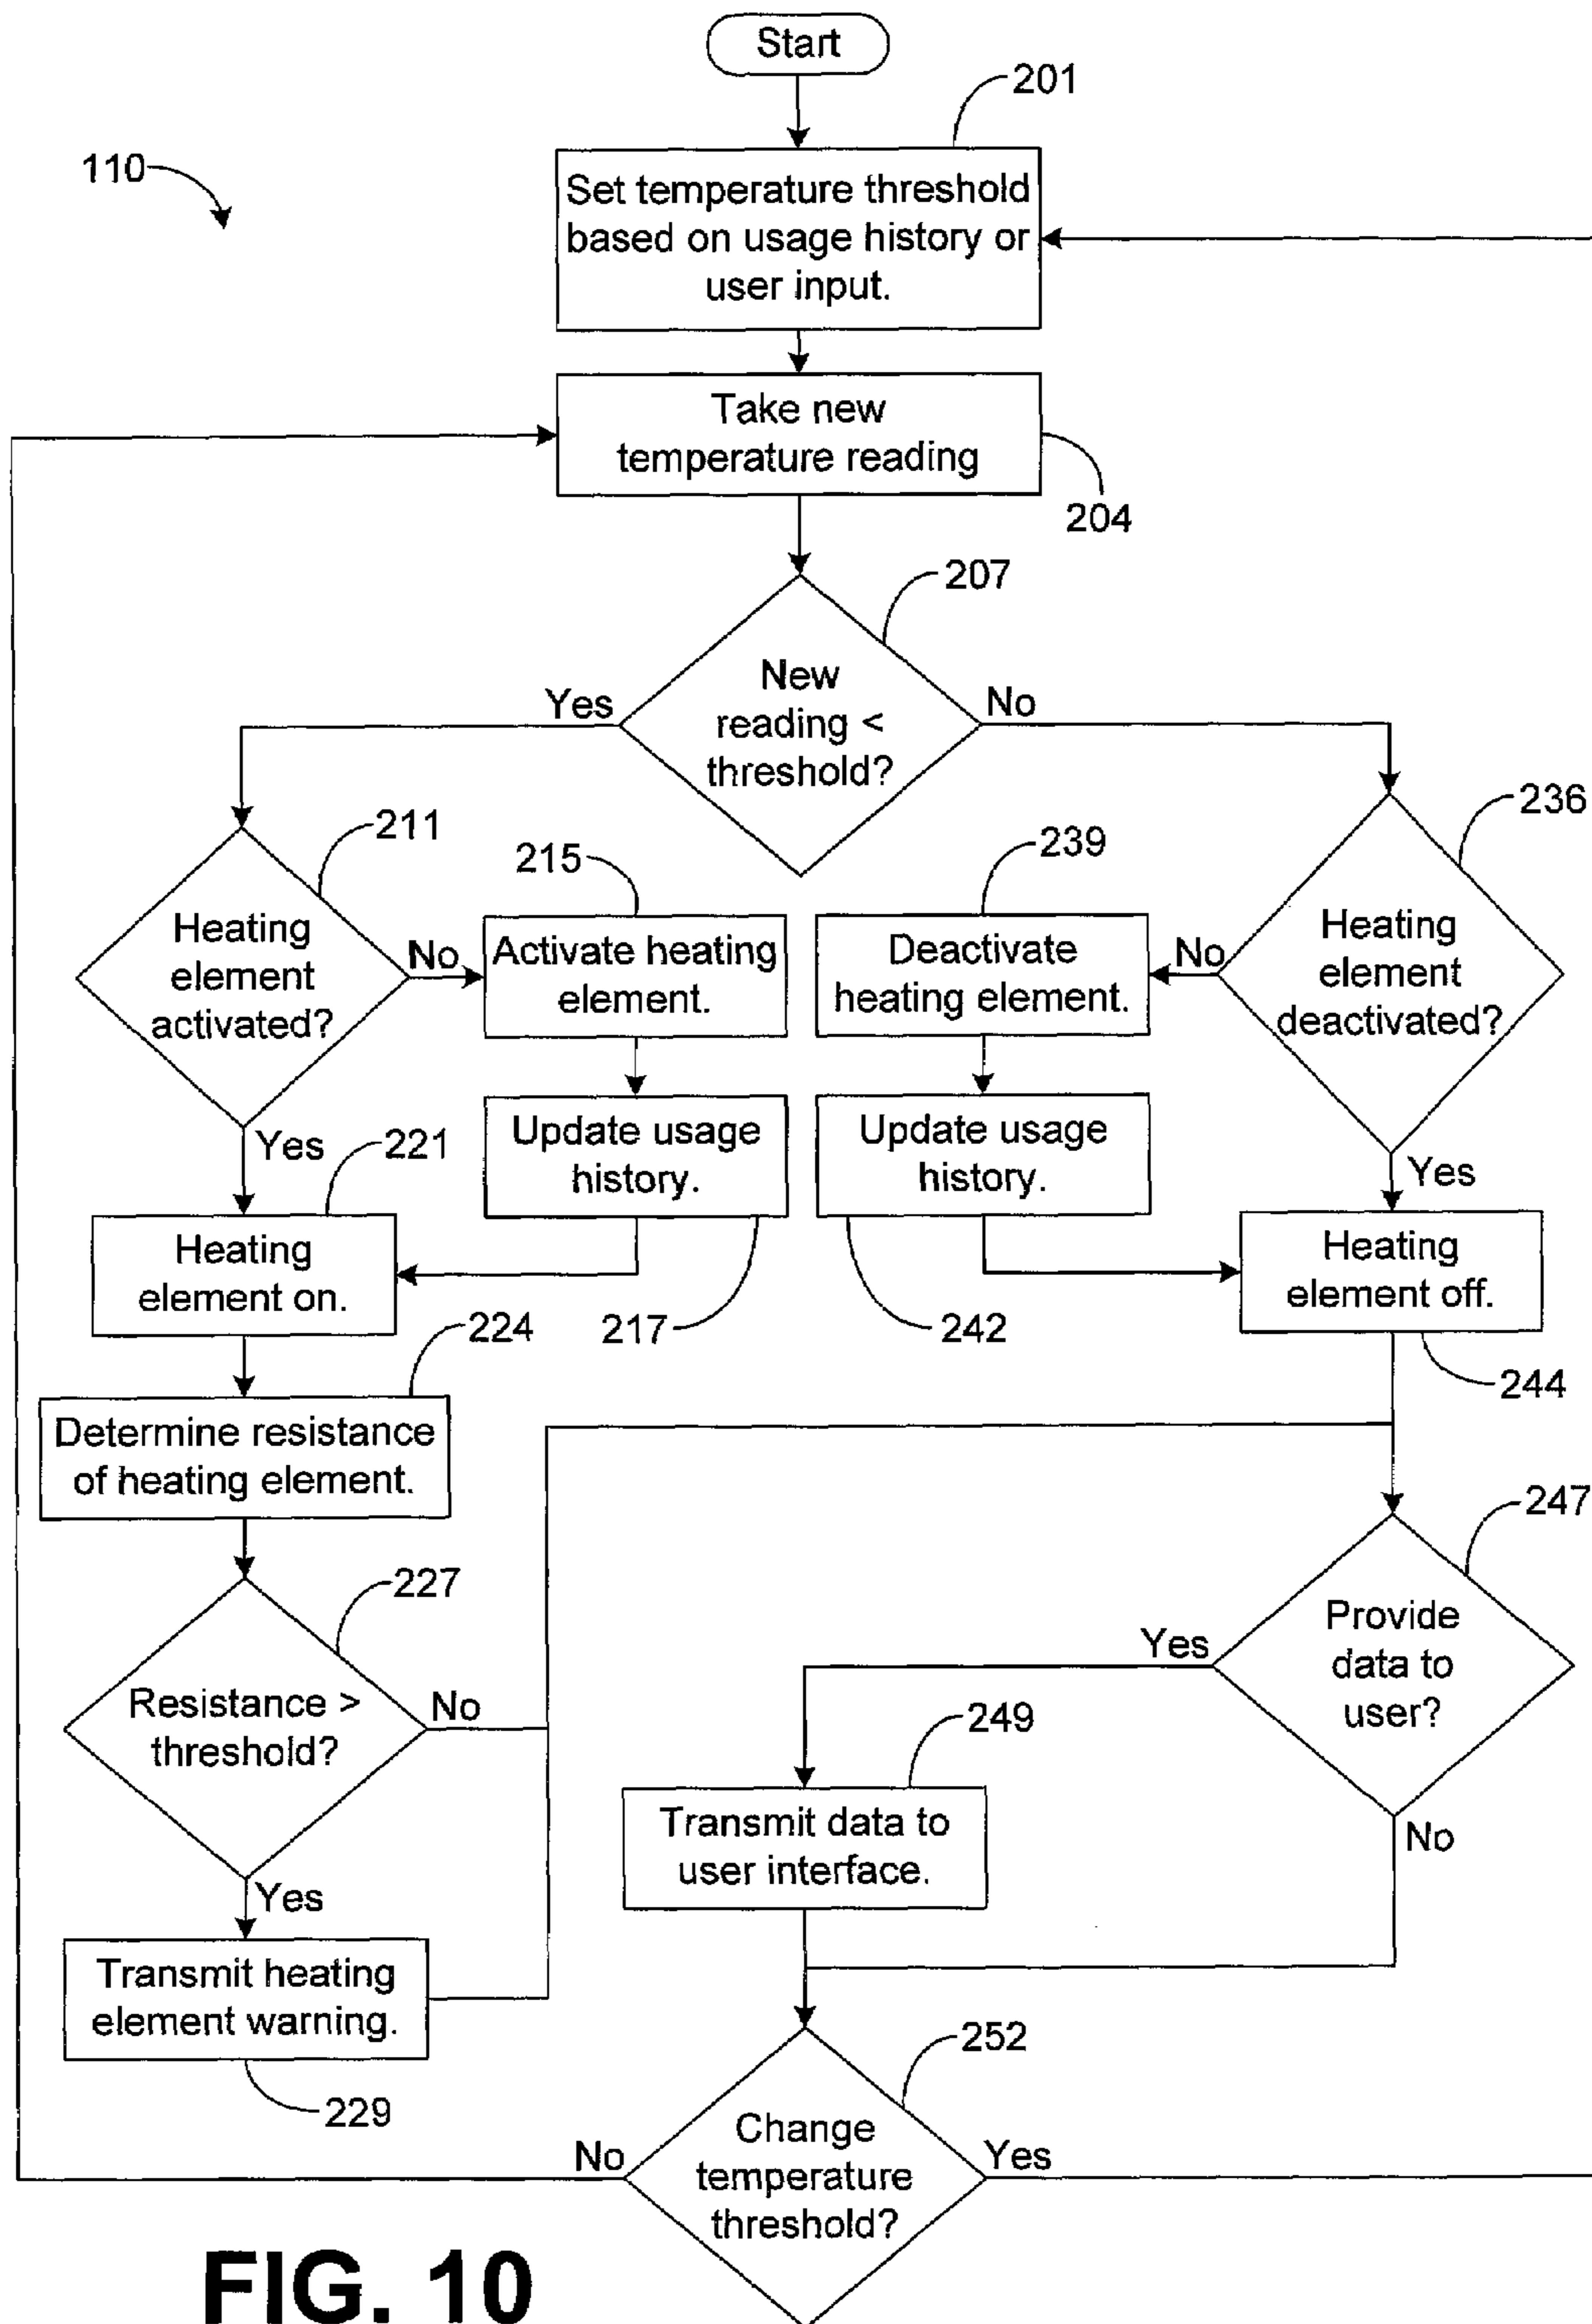 Start
201
110
Set temperature threshold
based on usage history or
user input.
Take new
temperature reading
204
207
New
reading <
threshold?
Yes
No
211
Heating
element
activated?
No
Yes
215
Activate heating
element.
239
Deactivate
heating element.
236
Heating
element
deactivated?
No
Yes
Update usage
history.
217
Update usage
history.
242
221
Heating
element on.
Heating
element off.
244
224
Determine resistance
of heating element.
227
Resistance >
threshold?
No
Yes
Transmit heating
element warning.
229
247
Provide
data to
user?
Yes
No
249
Transmit data to
user interface.
252
Change
temperature
threshold?
No
Yes
FIG. 10